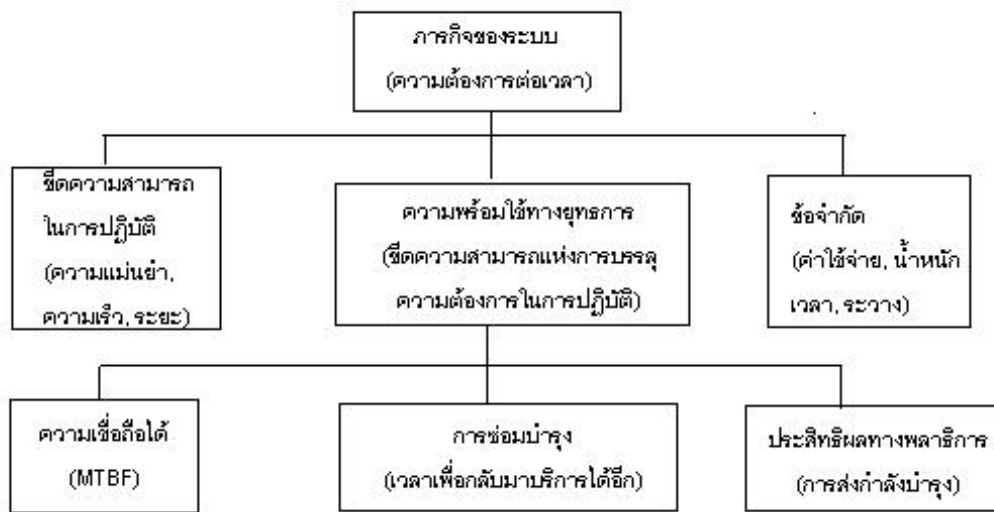 ภารกิจของระบบ
(ความต้องการต่อเวลา)
ขีดความสามารถ
ในการปฏิบัติ
(ความแม่นยำ,
ความเร็ว, ระยะ)
ความพร้อมใช้ทางยุทธการ
(ขีดความสามารถแห่งการบรรลุ
ความต้องการในการปฏิบัติ)
ข้อจำกัด
(ค่าใช้จ่าย, น้ำหนัก
เวลา, ระวาง)
ความเชื่อถือได้
(MTBF)
การซ่อมบำรุง
(เวลาเพื่อกลับมาบริการได้อีก)
ประสิทธิผลทางพลาธิการ
(การส่งกำลังบำรุง)